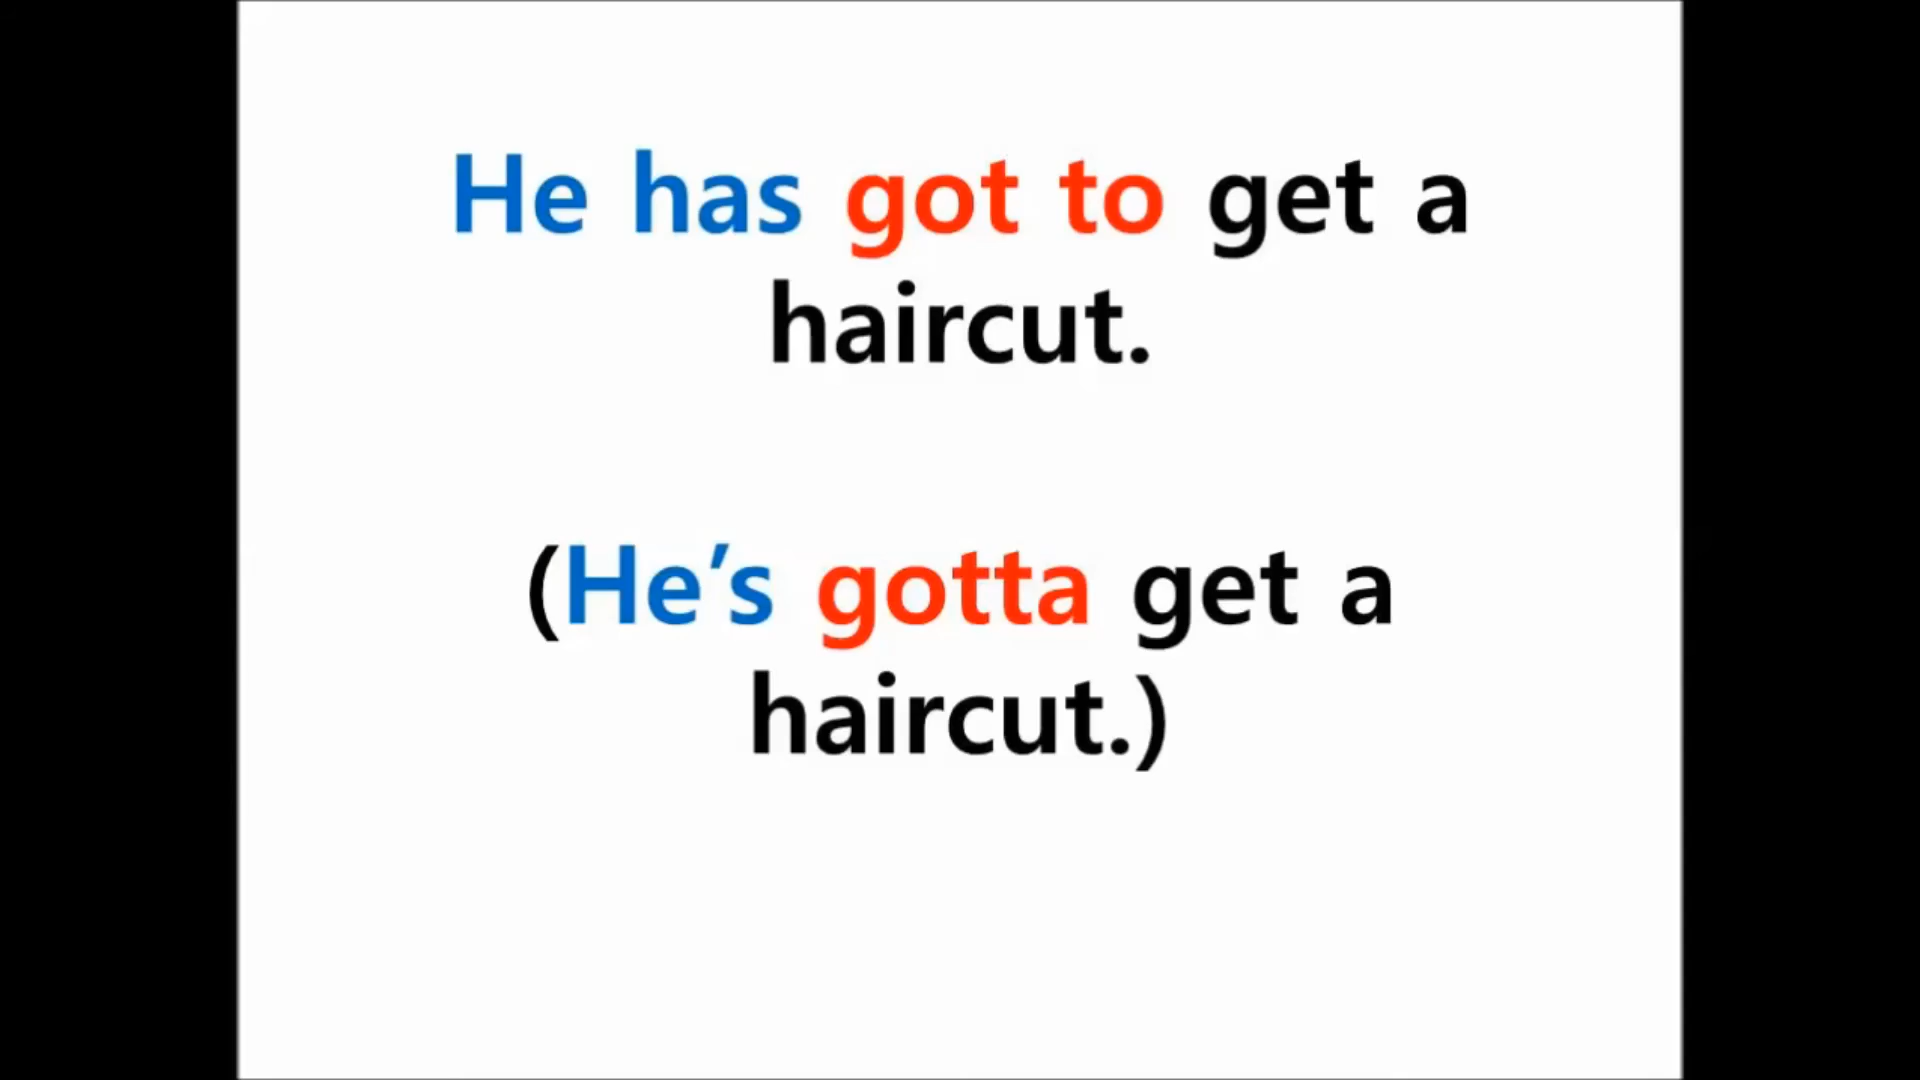 He has got to get a
haircut.
(He’s gotta get a
haircut.)